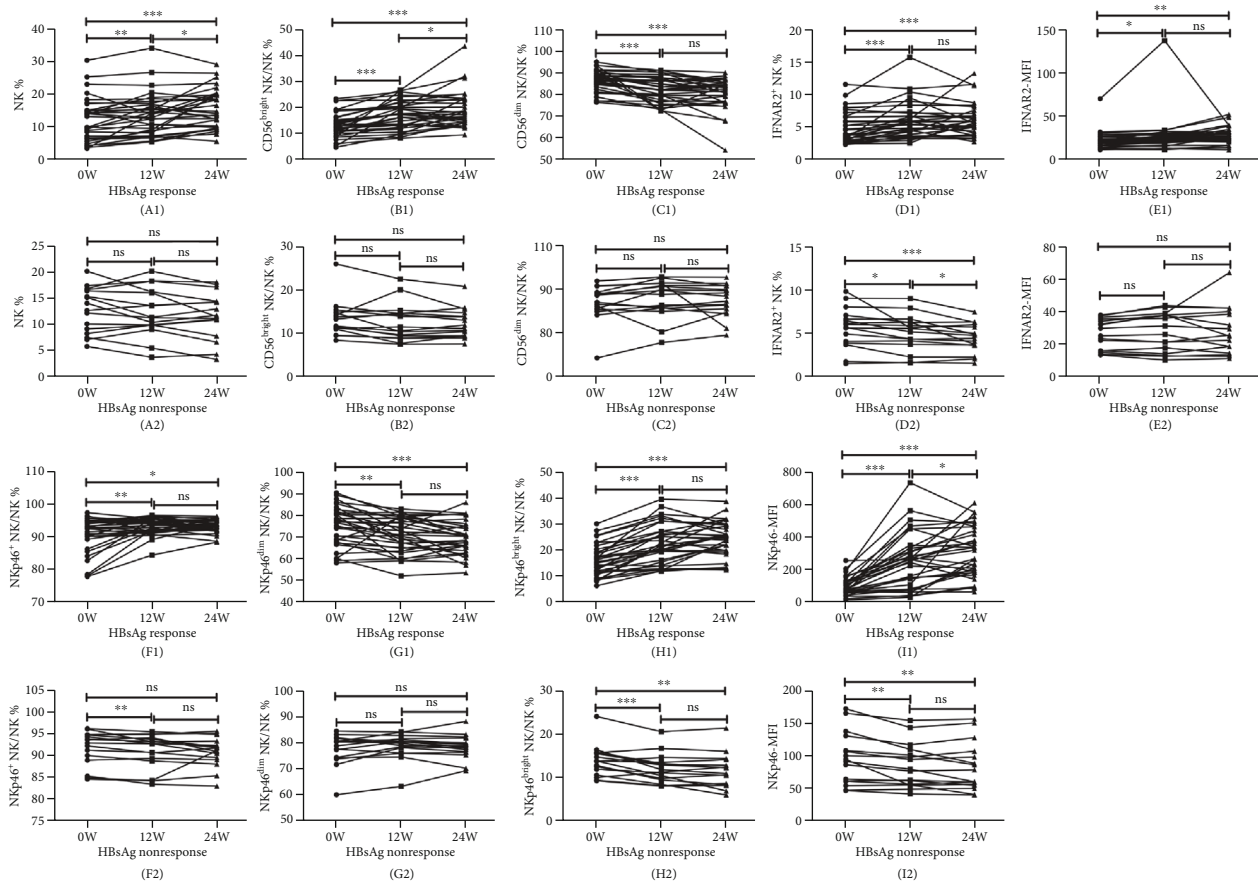 ***
** *
NK %
40
30
20
10
0
0W 12W 24W
HBsAg response
(A1)
***
*
***
CD56bright NK/NK %
50
40
30
20
10
0
0W 12W 24W
HBsAg response
(B1)
***
*** ns
CD56dim NK/NK %
110
100
90
80
70
60
50
0W 12W 24W
HBsAg response
(C1)
***
*** ns
IFNAR2+ NK %
20
15
10
5
0
0W 12W 24W
HBsAg response
(D1)
**
* ns
IFNAR2-MFI
150
100
50
0
0W 12W 24W
HBsAg response
(E1)
ns
ns ns
NK %
25
20
15
10
5
0
0W 12W 24W
HBsAg nonresponse
(A2)
ns
ns
ns
CD56bright NK/NK %
30
20
10
0
0W 12W 24W
HBsAg nonresponse
(B2)
ns
ns ns
CD56dim NK/NK %
110
90
80
70
0W 12W 24W
HBsAg nonresponse
(C2)
***
* *
IFNAR2+ NK %
15
10
5
0
0W 12W 24W
HBsAg nonresponse
(D2)
ns
ns
ns
IFNAR2-MFI
80
60
40
20
0
0W 12W 24W
HBsAg nonresponse
(E2)
*
** ns
NKp46+ NK/NK %
110
100
90
80
70
0W 12W 24W
HBsAg response
(F1)
***
**
ns
NKp46dim NK/NK %
100
90
80
70
60
50
40
0W 12W 24W
HBsAg response
(G1)
***
*** ns
NKp46bright NK/NK %
50
40
30
20
10
0
0W 12W 24W
HBsAg response
(H1)
***
*** *
NKp46-MFI
800
600
400
200
0
0W 12W 24W
HBsAg response
(I1)
ns
** ns
NKp46+ NK/NK %
105
100
95
90
85
80
75
0W 12W 24W
HBsAg nonresponse
(F2)
ns
ns
ns
NKp46dim NK/NK %
100
90
80
70
60
50
0W 12W 24W
HBsAg nonresponse
(G2)
**
***
ns
NKp46bright NK/NK %
30
20
10
0
0W 12W 24W
HBsAg nonresponse
(H2)
**
**
ns
NKp46-MFI
200
150
100
50
0
0W 12W 24W
HBsAg nonresponse
(I2)